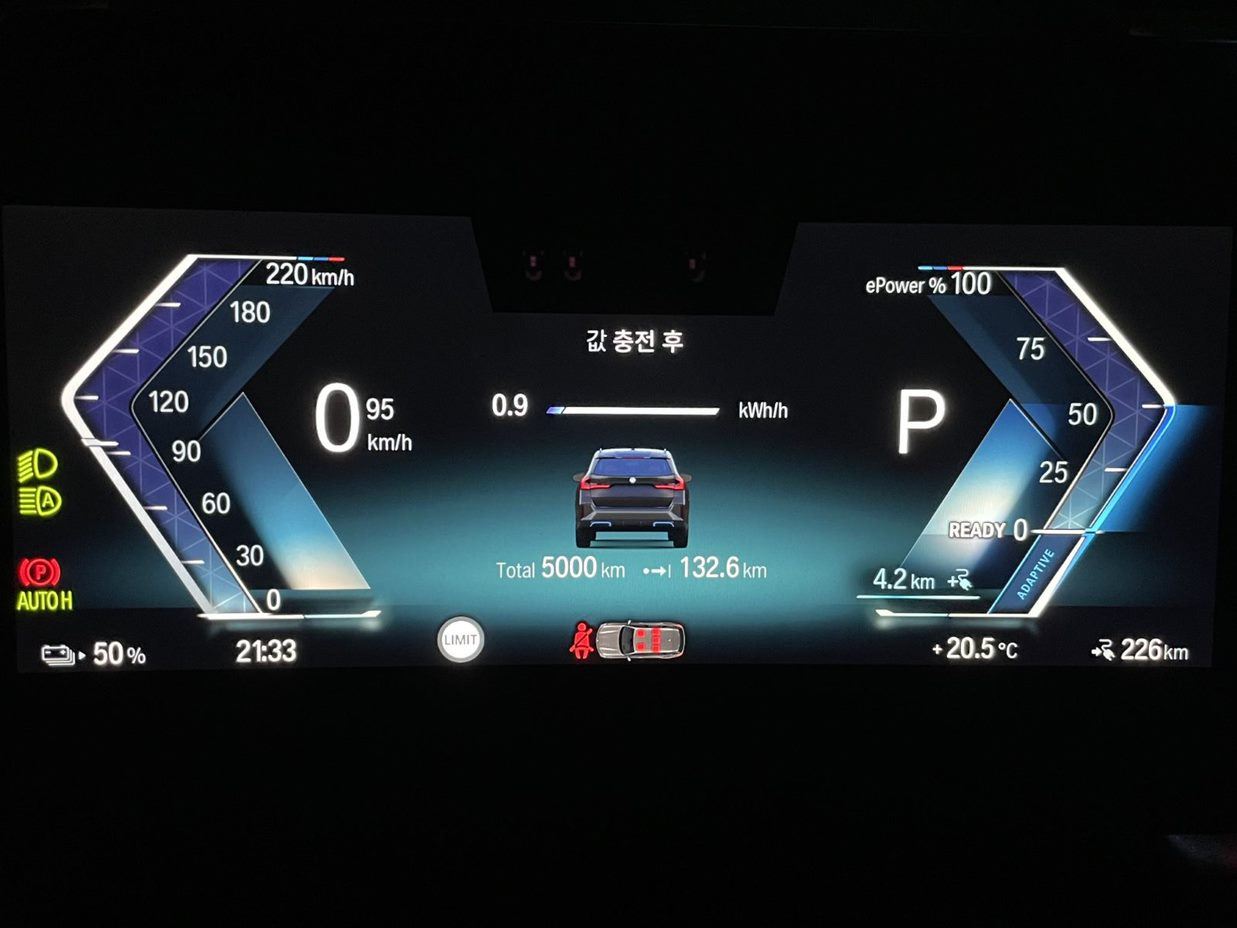 220 km/h
180
150
120
90
60
30
0
0 95
km/h
AUTO H
50 %
21:33
값 충전 후
0.9 kWh/h
Total 5000 km 132.6 km
LIMIT
ePower % 100
75
50
25
READY 0
P
ADAPTIVE
4.2 km
+ 20.5 °C
226 km
A
P